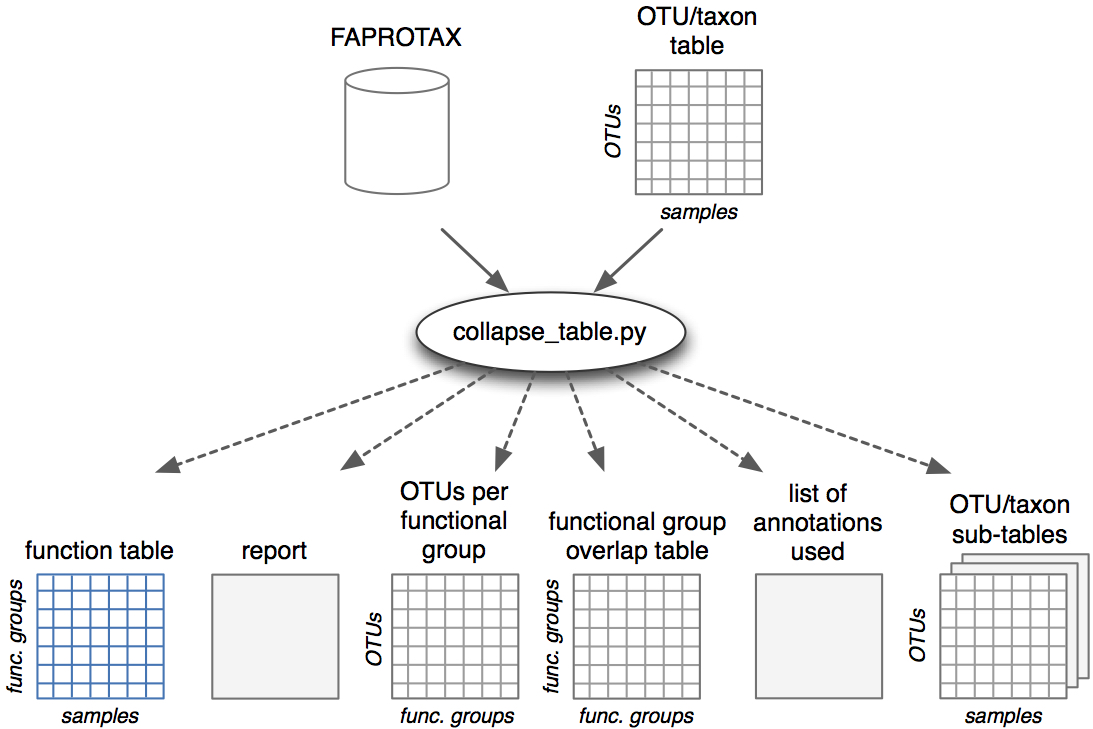 FAPROTAX
OTU/taxon
table
OTUs
samples
collapse_table.py
function table
func. groups
samples
report
OTUs per
functional
group
OTUs
func. groups
functional group
overlap table
func. groups
func. groups
list of
annotations
used
OTU/taxon
sub-tables
OTUs
samples